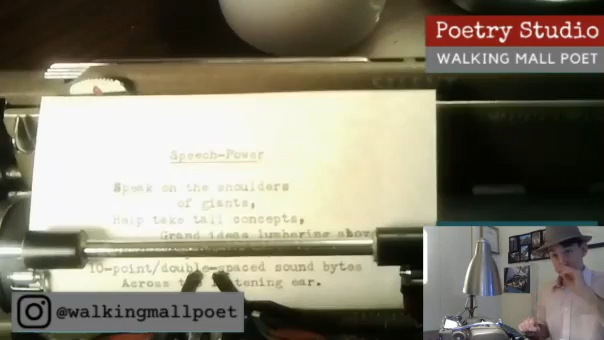 Poetry Studio
WALKING MALL POET
Speech-Power
Speak on the shoulders
of giants,
Help take tall concepts,
Grand ideas lumbering above
10-point/double-spaced sound bytes
Across ear.
@walkingmallpoet